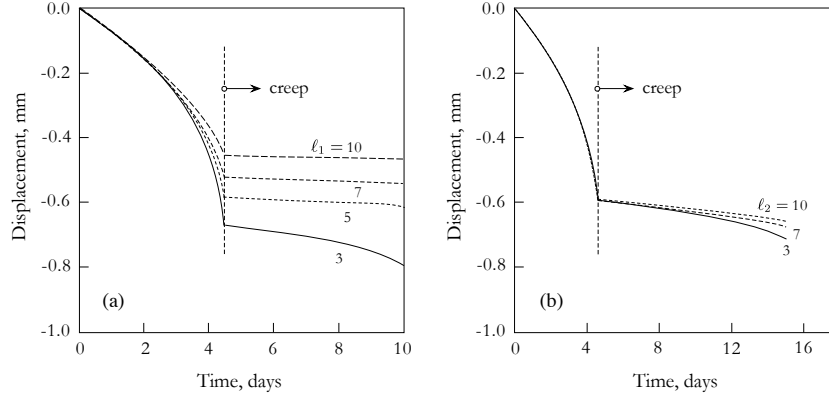 0.0
-0.2
-0.4
-0.6
-0.8
-1.0
Displacement, mm
0 2 4 6 8 10
Time, days
creep
ℓ1 = 10
7
5
3
(a)
0.0
-0.2
-0.4
-0.6
-0.8
-1.0
Displacement, mm
0 4 8 12 16
Time, days
creep
ℓ2 = 10
7
3
(b)